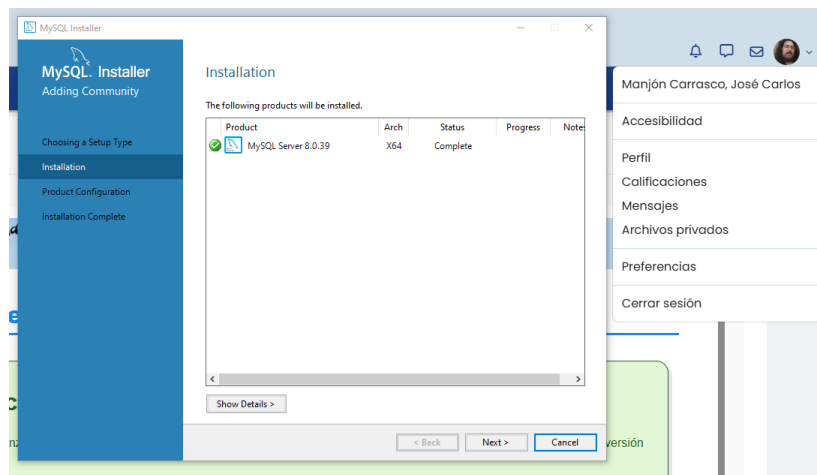 MySQL Installer
MySQL. Installer
Adding Community
Choosing a Setup Type
Installation
Product Configuration
Installation Complete
Installation
The following products will be installed.
Product Arch Status Progress Notes
MySQL Server 8.0.39 X64 Complete
Show Details >
< Back Next > Cancel
Manjón Carrasco, José Carlos
Accesibilidad
Perfil
Calificaciones
Mensajes
Archivos privados
Preferencias
Cerrar sesión
versión